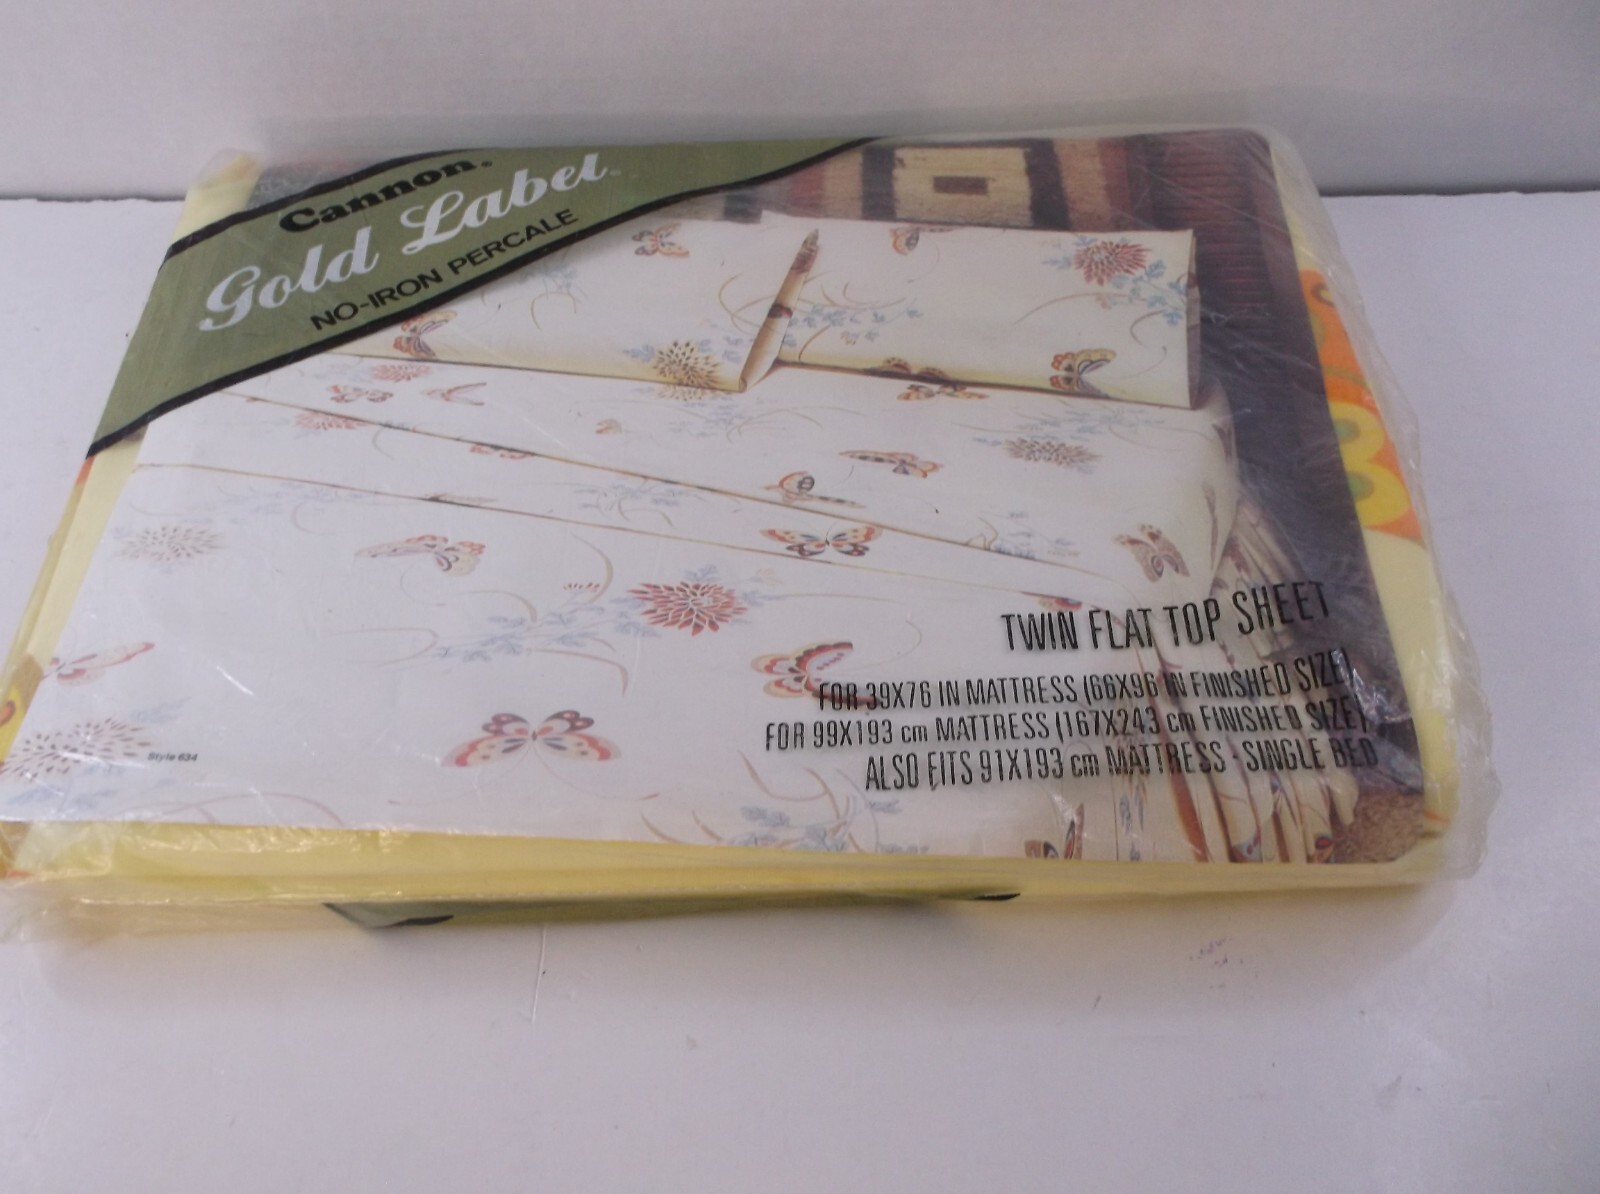 Cannon®
Gold Label™
NO-IRON PERCALE
TWIN FLAT TOP SHEET
FOR 39X76 IN MATTRESS (66X96 IN FINISHED SIZE)
FOR 99X193 cm MATTRESS (167X243 cm FINISHED SIZE)
ALSO FITS 91X193 cm MATTRESS - SINGLE BED
Style 634